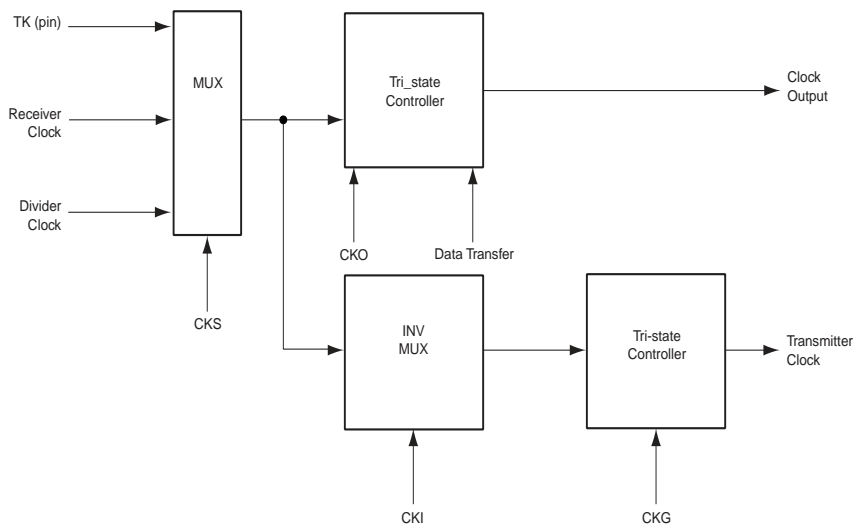 TK (pin)
MUX
Receiver
Clock
Divider
Clock
CKS
Tri_state
Controller
Clock
Output
CKO
Data Transfer
INV
MUX
Tri-state
Controller
Transmitter
Clock
CKI
CKG